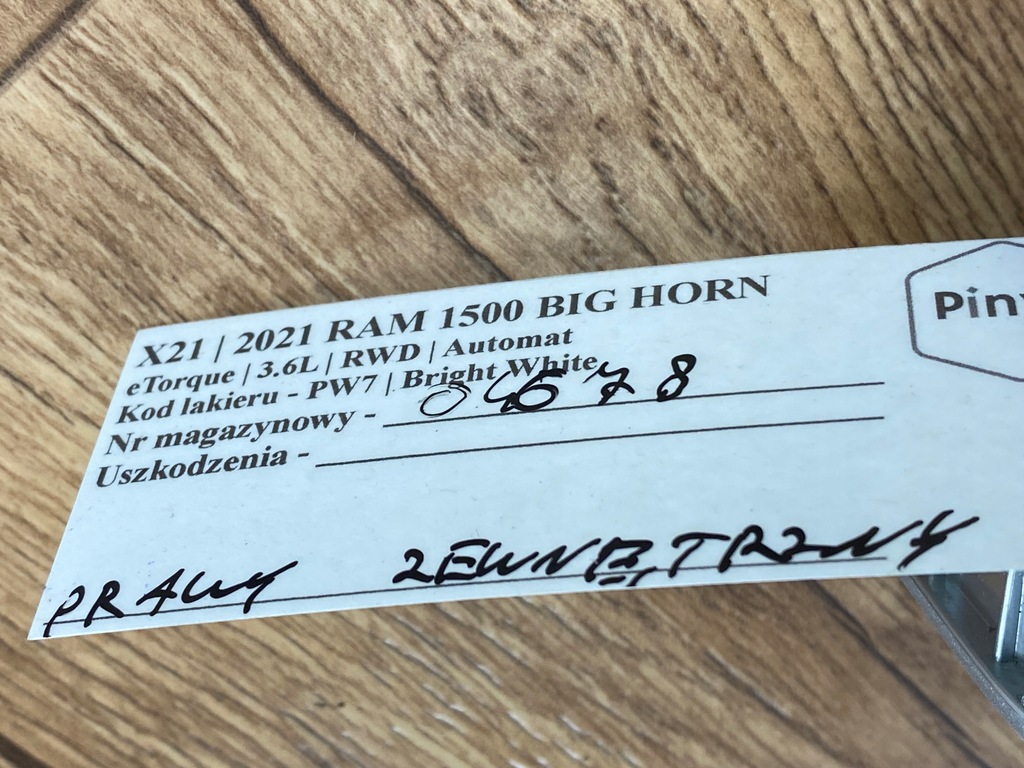 X21 | 2021 RAM 1500 BIG HORN
eTorque | 3.6L | RWD | Automat
Kod lakieru - PW7 | Bright White
Nr magazynowy - 04678
Uszkodzenia -
PRAWY ZEWNĘTRZNY
Pin